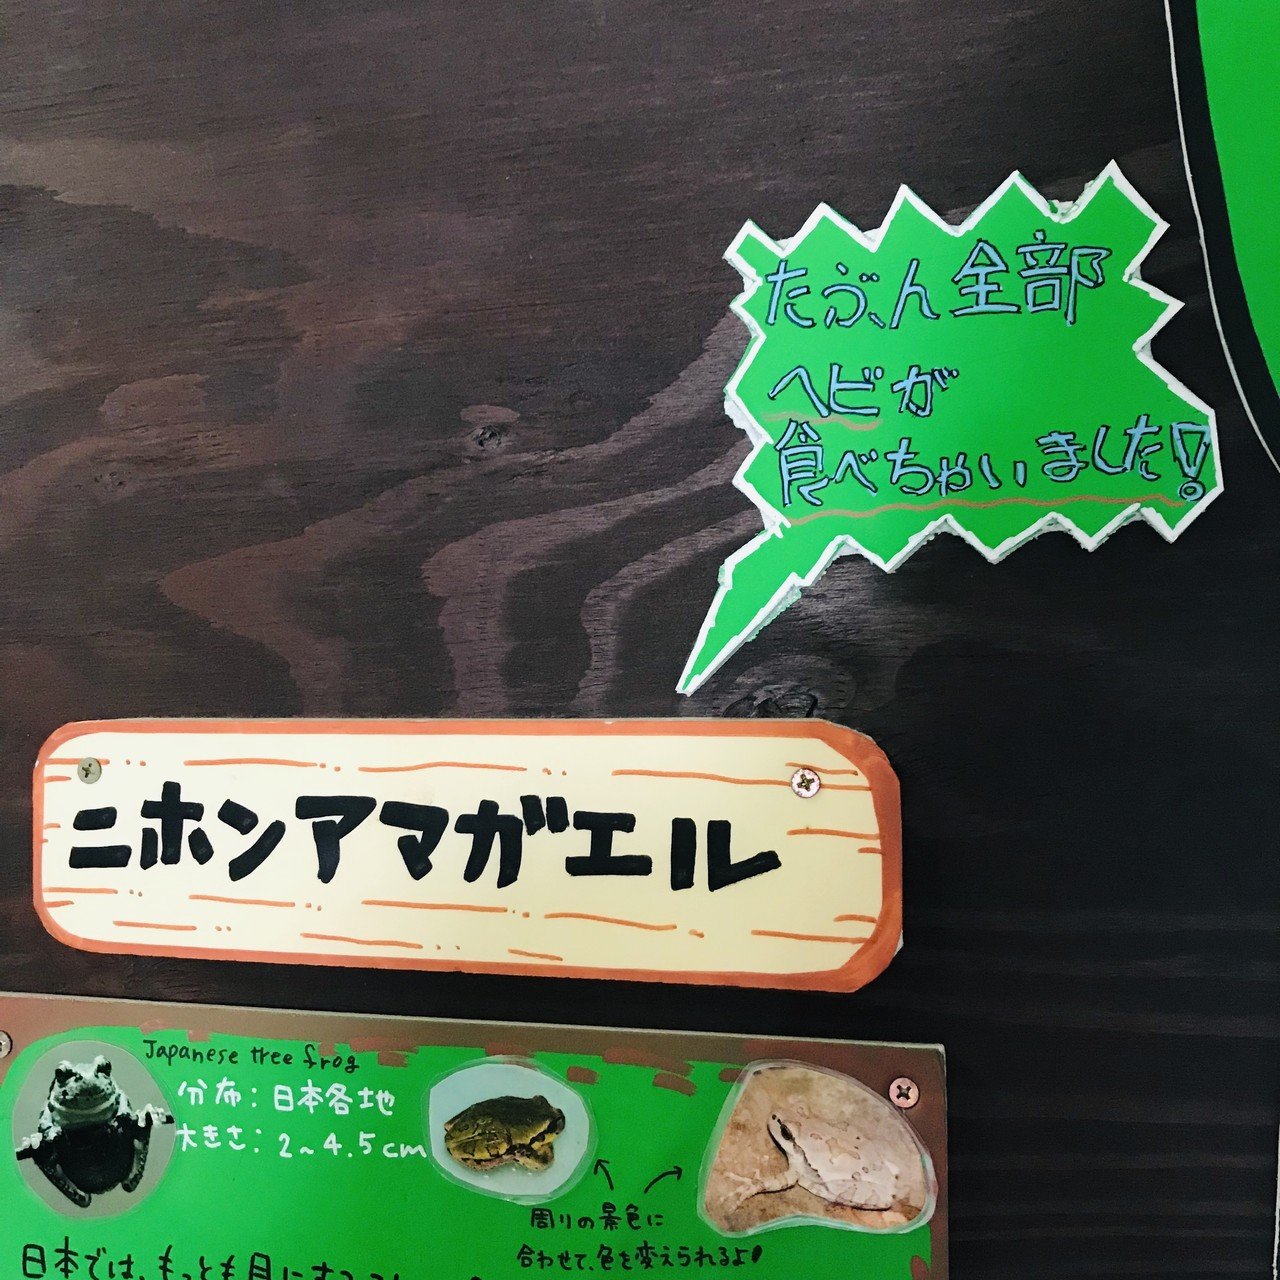 たぶん全部
ヘビが
食べちゃいました!
ニホンアマガエル
Japanese tree frog
分布:日本各地
大きさ:2~4.5cm
周りの景色に
合わせて、色を変えられるよ!
日本では、もっとも目にする